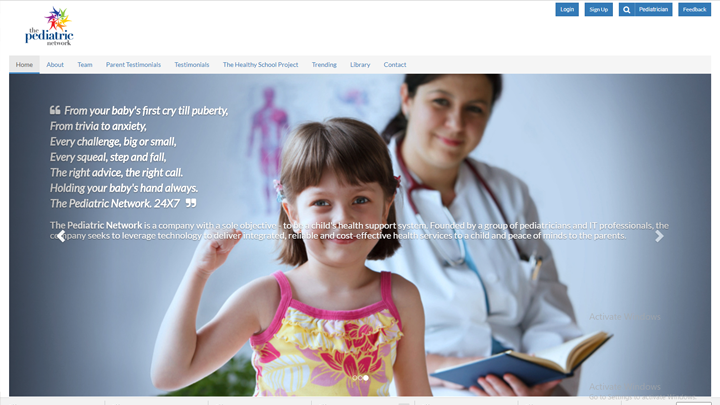 the
pediatric
network
Login
Sign Up
Pediatrician
Feedback
Home
About
Team
Parent Testimonials
Testimonials
The Healthy School Project
Trending
Library
Contact
“ From your baby's first cry till puberty,
From trivia to anxiety,
Every challenge, big or small,
Every squeal, step and fall,
The right advice, the right call.
Holding your baby's hand always.
The Pediatric Network. 24X7 ”
The Pediatric Network is a company with a sole objective - to be a child's health support system. Founded by a group of pediatricians and IT professionals, the
company seeks to leverage technology to deliver integrated, reliable and cost-effective health services to a child and peace of minds to the parents.
Activate Windows
Activate Windows
Go to Settings to activate Windows.